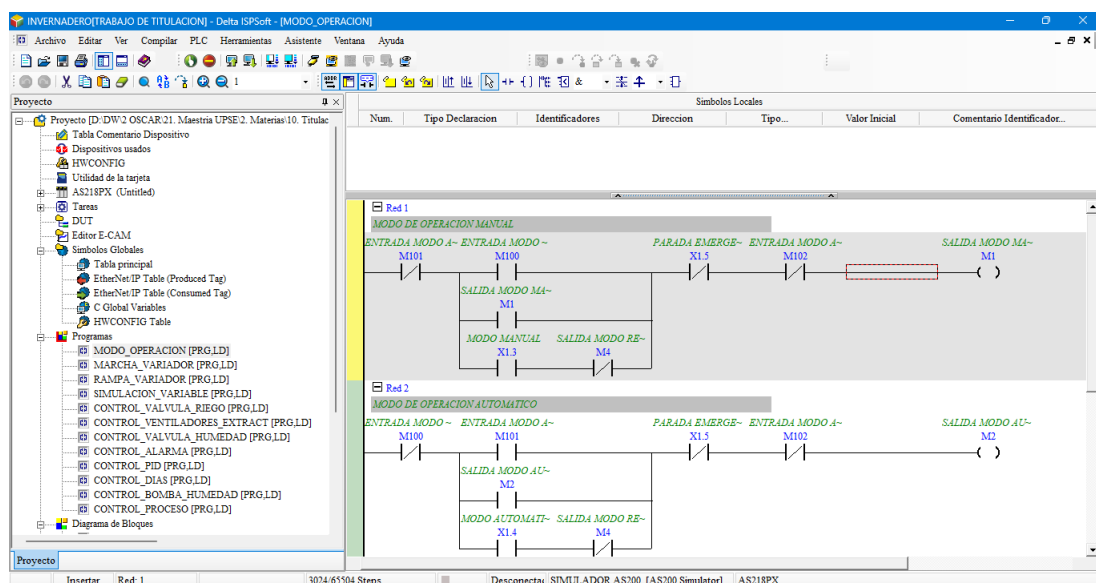 INVERNADERO[TRABAJO DE TITULACION] - Delta ISPSoft - [MODO_OPERACION]
Archivo Editar Ver Compilar PLC Herramientas Asistente Ventana Ayuda
1
&
Proyecto
Proyecto [D:\DW\2 OSCAR\21. Maestria UPSE\2. Materias\10. Titulac
Tabla Comentario Dispositivo
Dispositivos usados
HWCONFIG
Utilidad de la tarjeta
AS218PX (Untitled)
Tareas
DUT
Editor E-CAM
Simbolos Globales
Tabla principal
EtherNet/IP Table (Produced Tag)
EtherNet/IP Table (Consumed Tag)
C Global Variables
HWCONFIG Table
Programas
MODO_OPERACION [PRG,LD]
MARCHA_VARIADOR [PRG,LD]
RAMPA_VARIADOR [PRG,LD]
SIMULACION_VARIABLE [PRG,LD]
CONTROL_VALVULA_RIEGO [PRG,LD]
CONTROL_VENTILADORES_EXTRACT [PRG,LD]
CONTROL_VALVULA_HUMEDAD [PRG,LD]
CONTROL_ALARMA [PRG,LD]
CONTROL_PID [PRG,LD]
CONTROL_DIAS [PRG,LD]
CONTROL_BOMBA_HUMEDAD [PRG,LD]
CONTROL_PROCESO [PRG,LD]
Diagrama de Bloques
Proyecto
Simbolos Locales
Num. Tipo Declaracion Identificadores Direccion Tipo... Valor Inicial Comentario Identificador...
Red 1
MODO DE OPERACION MANUAL
ENTRADA MODO A~ ENTRADA MODO ~ PARADA EMERGE~ ENTRADA MODO A~ SALIDA MODO MA~
M101 M100 X1.5 M102 M1
SALIDA MODO MA~
M1
MODO MANUAL SALIDA MODO RE~
X1.3 M4
Red 2
MODO DE OPERACION AUTOMATICO
ENTRADA MODO ~ ENTRADA MODO A~ PARADA EMERGE~ ENTRADA MODO A~ SALIDA MODO AU~
M100 M101 X1.5 M102 M2
SALIDA MODO AU~
M2
MODO AUTOMATI~ SALIDA MODO RE~
X1.4 M4
Insertar Red: 1 3024/65504 Steps Desconectac SIMULADOR AS200, [AS200 Simulator] AS218PX